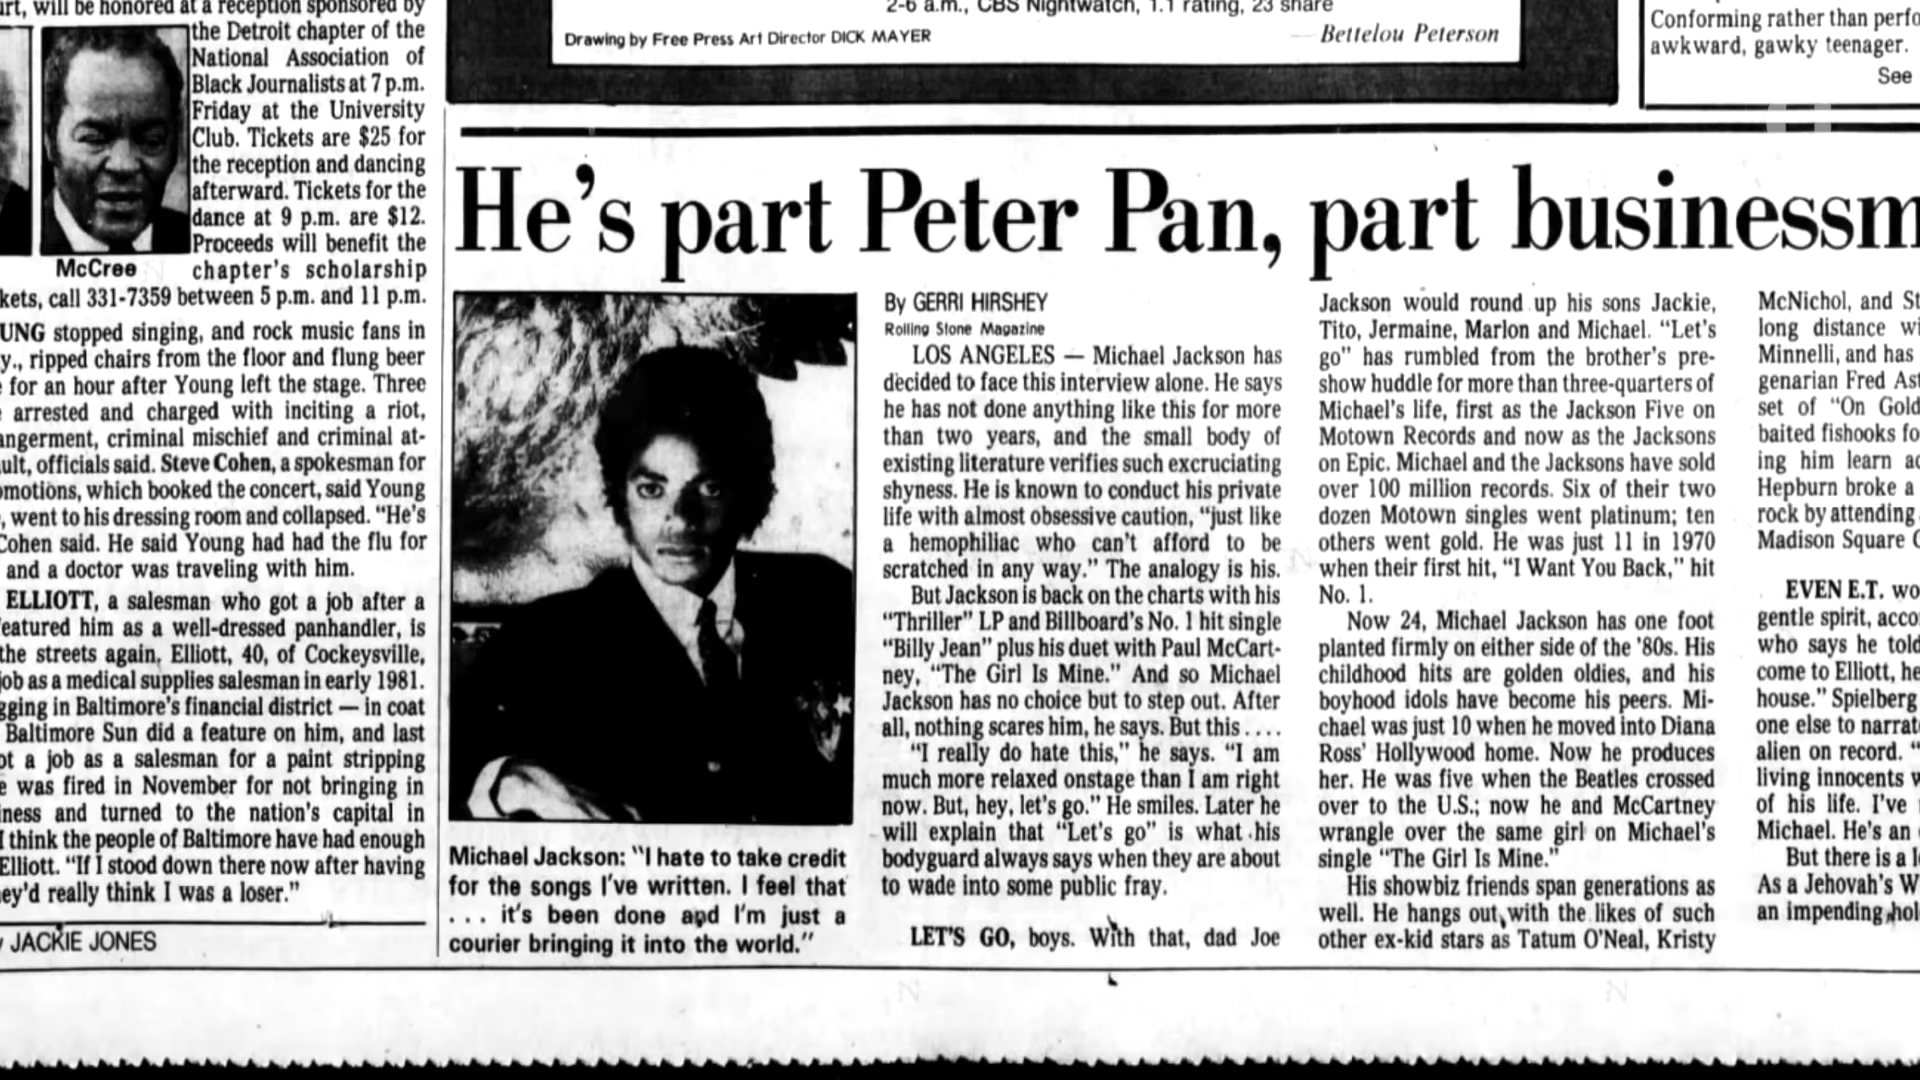 urt, will be honored at a reception sponsored by
the Detroit chapter of the
National Association of
Black Journalists at 7 p.m.
Friday at the University
Club. Tickets are $25 for
the reception and dancing
afterward. Tickets for the
dance at 9 p.m. are $12.
Proceeds will benefit the
McCree
chapter's scholarship
kets, call 331-7359 between 5 p.m. and 11 p.m.
UNG stopped singing, and rock music fans in
y., ripped chairs from the floor and flung beer
for an hour after Young left the stage. Three
arrested and charged with inciting a riot,
angerment, criminal mischief and criminal at-
ult, officials said. Steve Cohen, a spokesman for
omotions, which booked the concert, said Young
, went to his dressing room and collapsed. "He's
Cohen said. He said Young had had the flu for
and a doctor was traveling with him.
ELLIOTT, a salesman who got a job after a
eatured him as a well-dressed panhandler, is
the streets again. Elliott, 40, of Cockeysville,
job as a medical supplies salesman in early 1981.
gging in Baltimore's financial district — in coat
Baltimore Sun did a feature on him, and last
ot a job as a salesman for a paint stripping
e was fired in November for not bringing in
iness and turned to the nation's capital in
I think the people of Baltimore have had enough
Elliott. "If I stood down there now after having
ey'd really think I was a loser."
JACKIE JONES
2-6 a.m., CBS Nightwatch, 1.1 rating, 23 share
Drawing by Free Press Art Director DICK MAYER
— Bettelou Peterson
Conforming rather than perfo
awkward, gawky teenager.
See
He's part Peter Pan, part businessm
Michael Jackson: "I hate to take credit
for the songs I've written. I feel that
. . . it's been done and I'm just a
courier bringing it into the world."
By GERRI HIRSHEY
Rolling Stone Magazine
LOS ANGELES — Michael Jackson has
decided to face this interview alone. He says
he has not done anything like this for more
than two years, and the small body of
existing literature verifies such excruciating
shyness. He is known to conduct his private
life with almost obsessive caution, "just like
a hemophiliac who can't afford to be
scratched in any way." The analogy is his.
But Jackson is back on the charts with his
"Thriller" LP and Billboard's No. 1 hit single
"Billy Jean" plus his duet with Paul McCart-
ney, "The Girl Is Mine." And so Michael
Jackson has no choice but to step out. After
all, nothing scares him, he says. But this . . . .
"I really do hate this," he says. "I am
much more relaxed onstage than I am right
now. But, hey, let's go." He smiles. Later he
will explain that "Let's go" is what his
bodyguard always says when they are about
to wade into some public fray.
LET'S GO, boys. With that, dad Joe
Jackson would round up his sons Jackie,
Tito, Jermaine, Marlon and Michael. "Let's
go" has rumbled from the brother's pre-
show huddle for more than three-quarters of
Michael's life, first as the Jackson Five on
Motown Records and now as the Jacksons
on Epic. Michael and the Jacksons have sold
over 100 million records. Six of their two
dozen Motown singles went platinum; ten
others went gold. He was just 11 in 1970
when their first hit, "I Want You Back," hit
No. 1.
Now 24, Michael Jackson has one foot
planted firmly on either side of the '80s. His
childhood hits are golden oldies, and his
boyhood idols have become his peers. Mi-
chael was just 10 when he moved into Diana
Ross' Hollywood home. Now he produces
her. He was five when the Beatles crossed
over to the U.S.; now he and McCartney
wrangle over the same girl on Michael's
single "The Girl Is Mine."
His showbiz friends span generations as
well. He hangs out with the likes of such
other ex-kid stars as Tatum O'Neal, Kristy
McNichol, and St
long distance wi
Minnelli, and has
genarian Fred Ast
set of "On Gold
baited fishooks fo
ing him learn ac
Hepburn broke a
rock by attending
Madison Square G
EVEN E.T. wo
gentle spirit, acco
who says he told
come to Elliott, he
house." Spielberg
one else to narrate
alien on record. "
living innocents w
of his life. I've
Michael. He's an
But there is a l
As a Jehovah's W
an impending hol